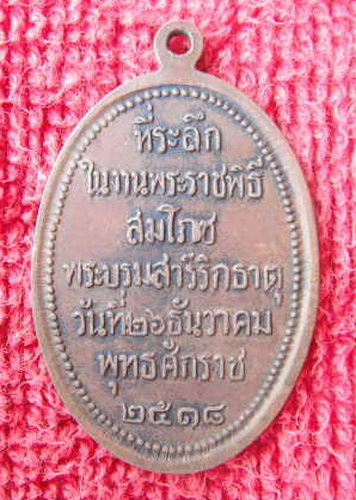 ที่ระลึก
ในงานพระราชพิธี
สมโภช
พระบรมสารีริกธาตุ
วันที่๒๖ธันวาคม
พุทธศักราช
๒๕๑๘